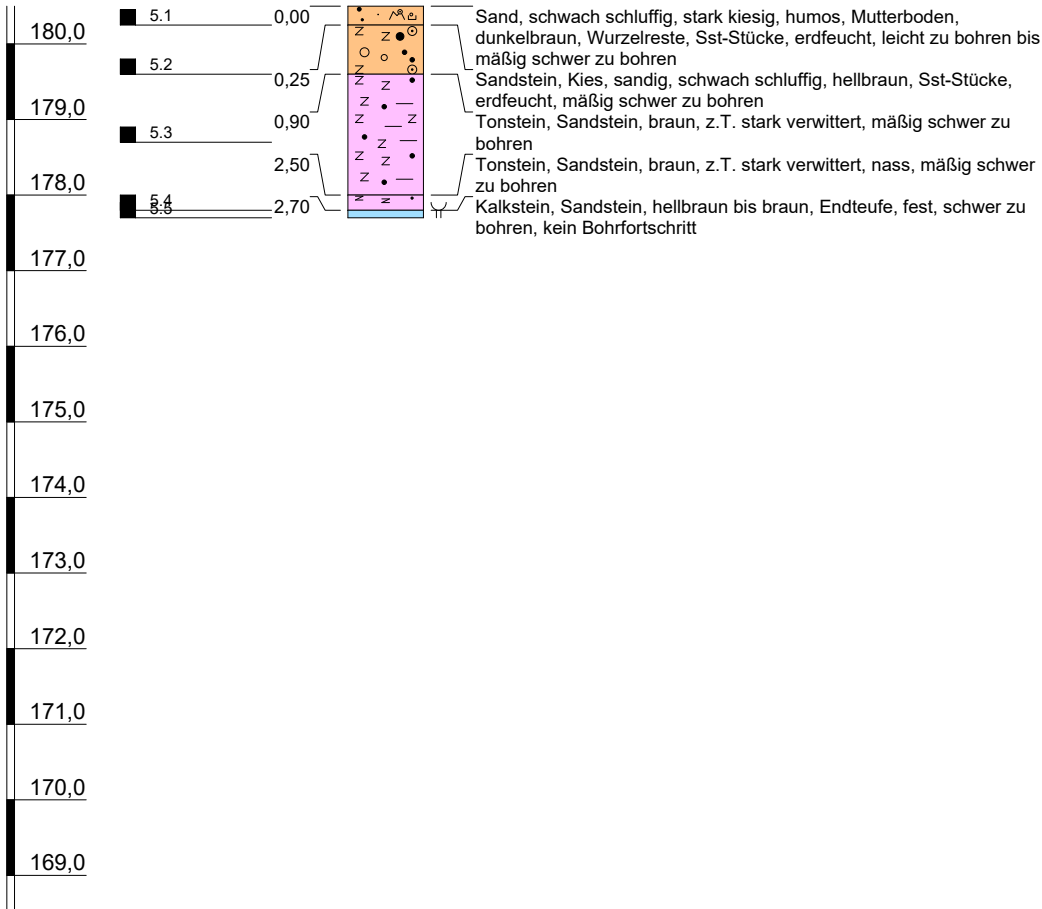 180,0
179,0
178,0
177,0
176,0
175,0
174,0
173,0
172,0
171,0
170,0
169,0
5.1
5.2
5.3
5.4
5.5
0,00
0,25
0,90
2,50
2,70
Sand, schwach schluffig, stark kiesig, humos, Mutterboden,
dunkelbraun, Wurzelreste, Sst-Stücke, erdfeucht, leicht zu bohren bis
mäßig schwer zu bohren
Sandstein, Kies, sandig, schwach schluffig, hellbraun, Sst-Stücke,
erdfeucht, mäßig schwer zu bohren
Tonstein, Sandstein, braun, z.T. stark verwittert, mäßig schwer zu
bohren
Tonstein, Sandstein, braun, z.T. stark verwittert, nass, mäßig schwer
zu bohren
Kalkstein, Sandstein, hellbraun bis braun, Endteufe, fest, schwer zu
bohren, kein Bohrfortschritt